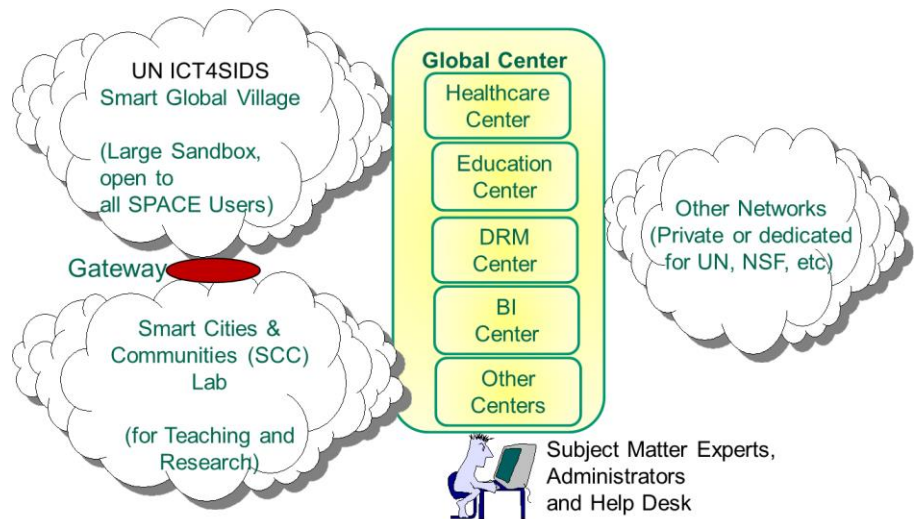 UN ICT4SIDS
Smart Global Village
(Large Sandbox,
open to
all SPACE Users)
Gateway
Smart Cities &
Communities (SCC)
Lab
(for Teaching and
Research)
Global Center
Healthcare
Center
Education
Center
DRM
Center
BI
Center
Other
Centers
Other Networks
(Private or dedicated
for UN, NSF, etc)
Subject Matter Experts,
Administrators
and Help Desk